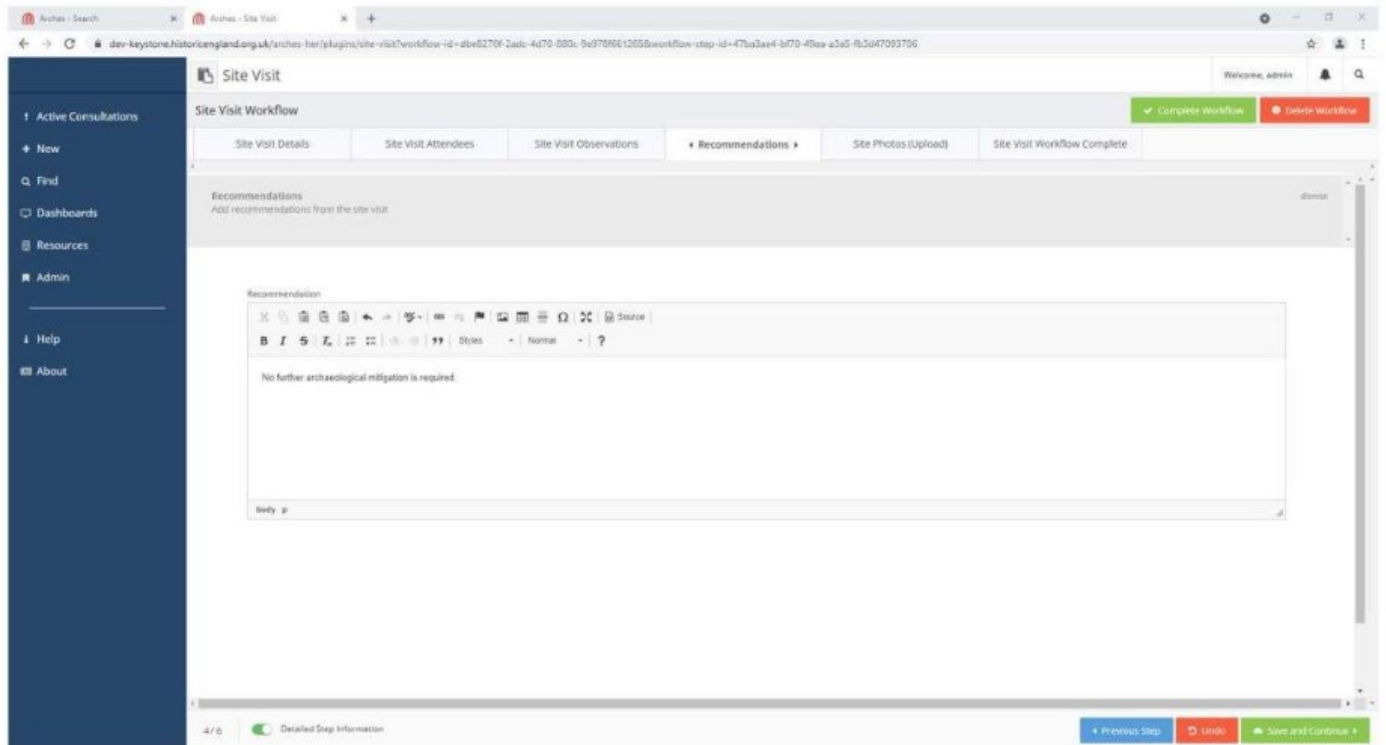 Arches - Search
Arches - Site Visit
Site Visit
Welcome, admin
Active Consultations
New
Find
Dashboards
Resources
Admin
Help
About
Site Visit Workflow
Complete Workflow
Delete Workflow
Site Visit Details
Site Visit Attendees
Site Visit Observations
Recommendations
Site Photos (Upload)
Site Visit Workflow Complete
Recommendations
dismiss
Add recommendations from the site visit
Recommendation
Source
B I S Styles Normal ?
No further archaeological mitigation is required.
body p
4/6
Detailed Step Information
Previous Step
Undo
Save and Continue